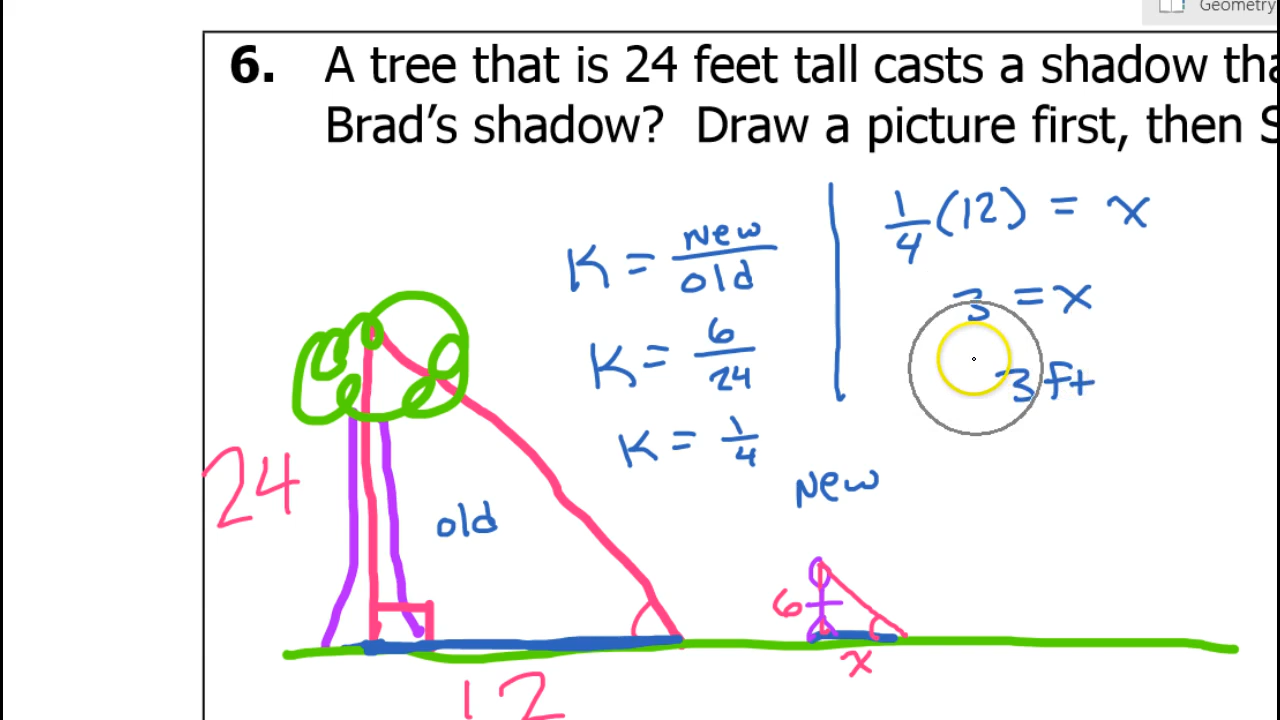 Geometry
6. A tree that is 24 feet tall casts a shadow
Brad's shadow? Draw a picture first, then
K = New/old
K = 6/24
K = 1/4
1/4 (12) = x
3 = x
3 ft
New
24
old
6
x
12